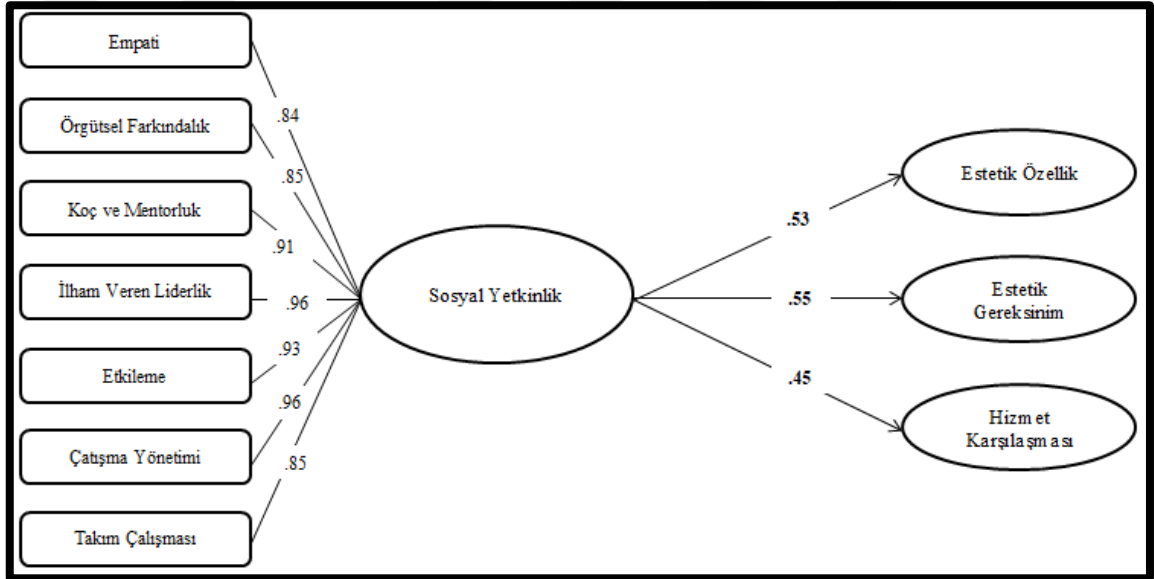 Empati
Örgütsel Farkındalık
Koç ve Mentorluk
İlham Veren Liderlik
Etkileme
Çatışma Yönetimi
Takım Çalışması
.84
.85
.91
.96
.93
.96
.85
Sosyal Yetkinlik
.53
.55
.45
Estetik Özellik
Estetik
Gereksinim
Hizmet
Karşılaşması